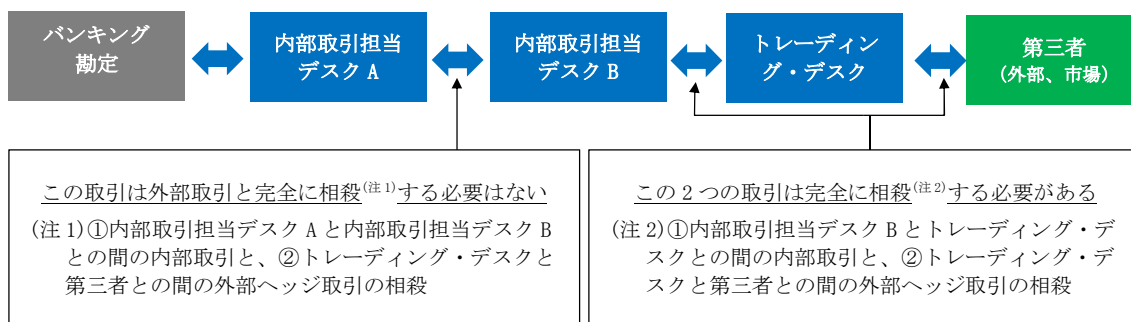 バンキング
勘定
内部取引担当
デスク A
内部取引担当
デスク B
トレーディン
グ・デスク
第三者
(外部、市場)
この取引は外部取引と完全に相殺(注 1)する必要はない
(注 1)①内部取引担当デスク A と内部取引担当デスク B
との間の内部取引と、②トレーディング・デスクと
第三者との間の外部ヘッジ取引の相殺
この 2 つの取引は完全に相殺(注 2)する必要がある
(注 2)①内部取引担当デスク B とトレーディング・デ
スクとの間の内部取引と、②トレーディング・デ
スクと第三者との間の外部ヘッジ取引の相殺